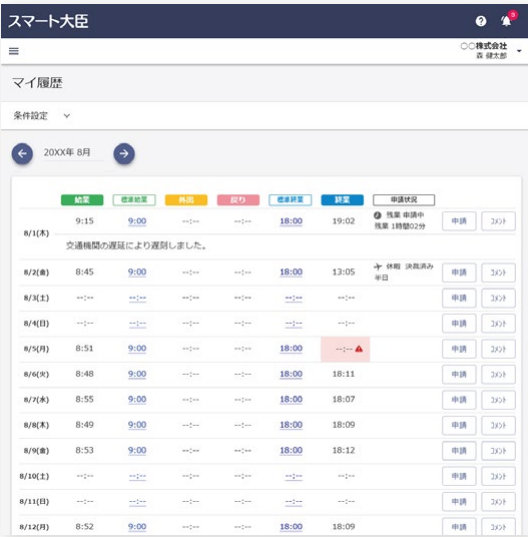 スマート大臣
3
〇〇株式会社
森 健太郎
マイ履歴
条件設定
20XX年 8月
始業 標準始業 外出 戻り 標準終業 終業 申請状況
8/1(木) 9:15 9:00 --:-- --:-- 18:00 19:02 残業 申請中 申請 コメント
残業 1時間02分
交通機関の遅延により遅刻しました。
8/2(金) 8:45 9:00 --:-- --:-- 18:00 13:05 休暇 決裁済み 申請 コメント
半日
8/3(土) --:-- --:-- --:-- --:-- --:-- --:-- 申請 コメント
8/4(日) --:-- --:-- --:-- --:-- --:-- --:-- 申請 コメント
8/5(月) 8:51 9:00 --:-- --:-- 18:00 --:-- 申請 コメント
8/6(火) 8:48 9:00 --:-- --:-- 18:00 18:11 申請 コメント
8/7(水) 8:55 9:00 --:-- --:-- 18:00 18:07 申請 コメント
8/8(木) 8:49 9:00 --:-- --:-- 18:00 18:09 申請 コメント
8/9(金) 8:53 9:00 --:-- --:-- 18:00 18:12 申請 コメント
8/10(土) --:-- --:-- --:-- --:-- --:-- --:-- 申請 コメント
8/11(日) --:-- --:-- --:-- --:-- --:-- --:-- 申請 コメント
8/12(月) 8:52 9:00 --:-- --:-- 18:00 18:09 申請 コメント